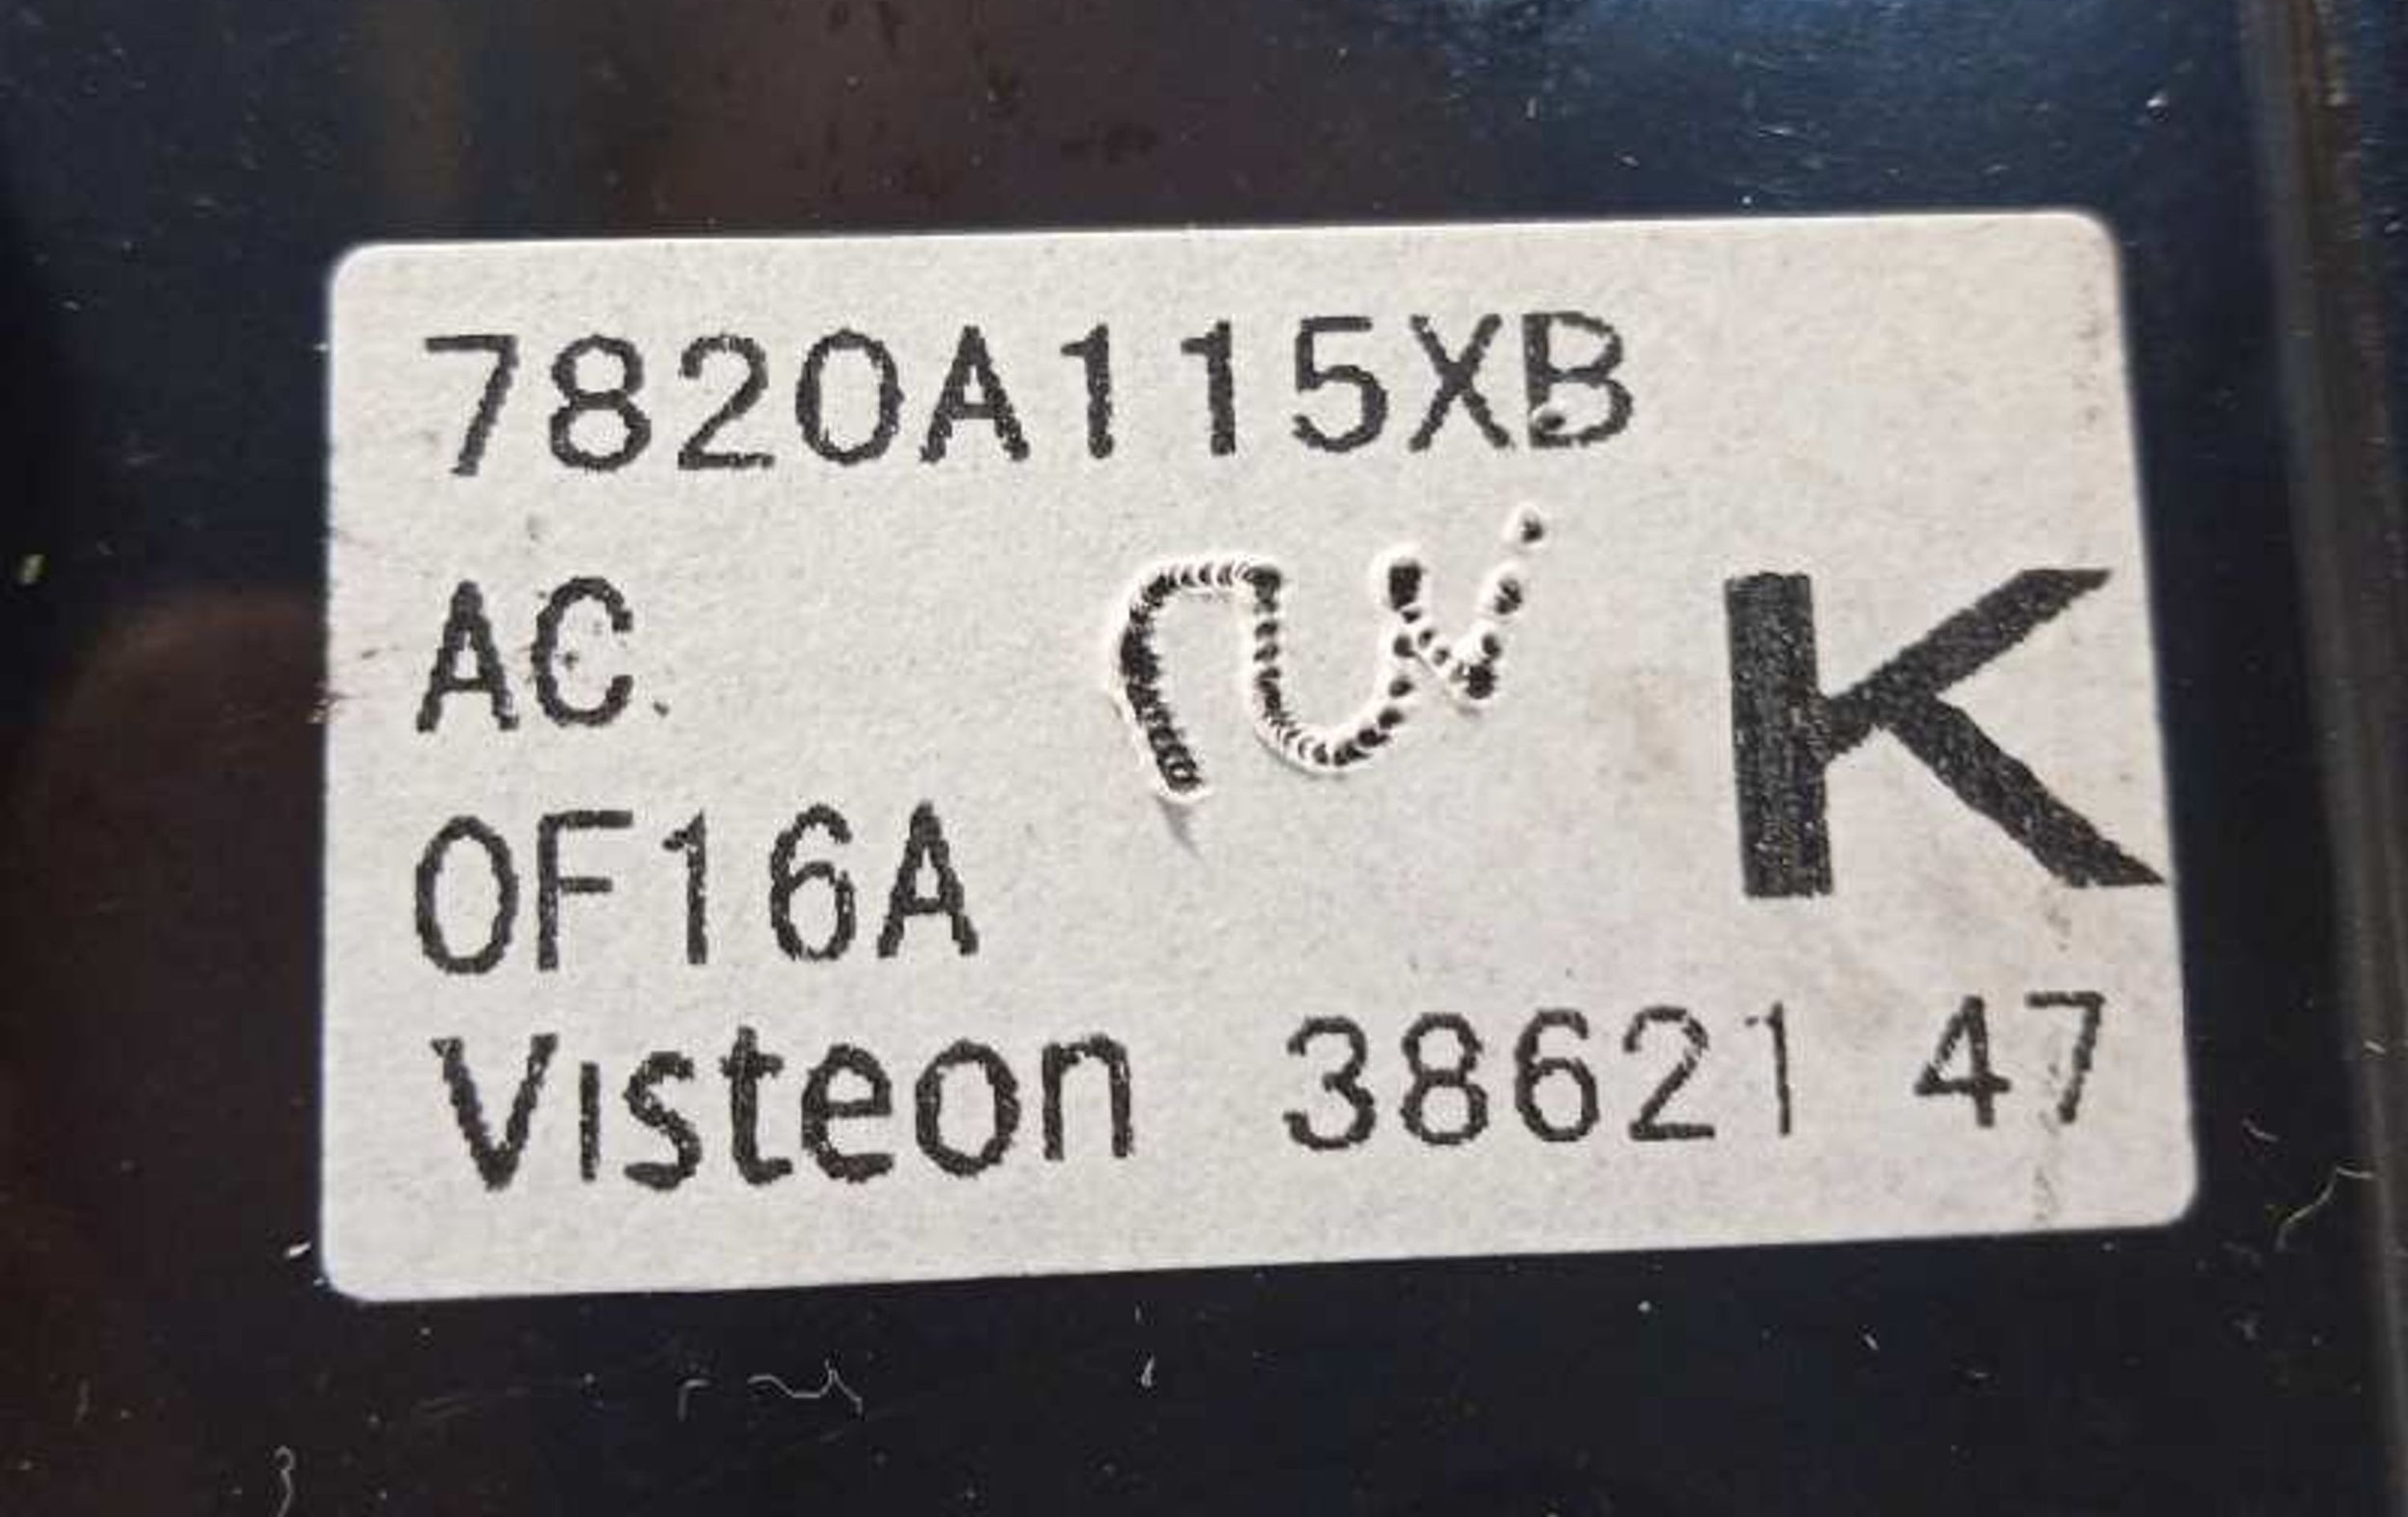 7820A115XB
AC.
K
0F16A
Visteon 38621 47